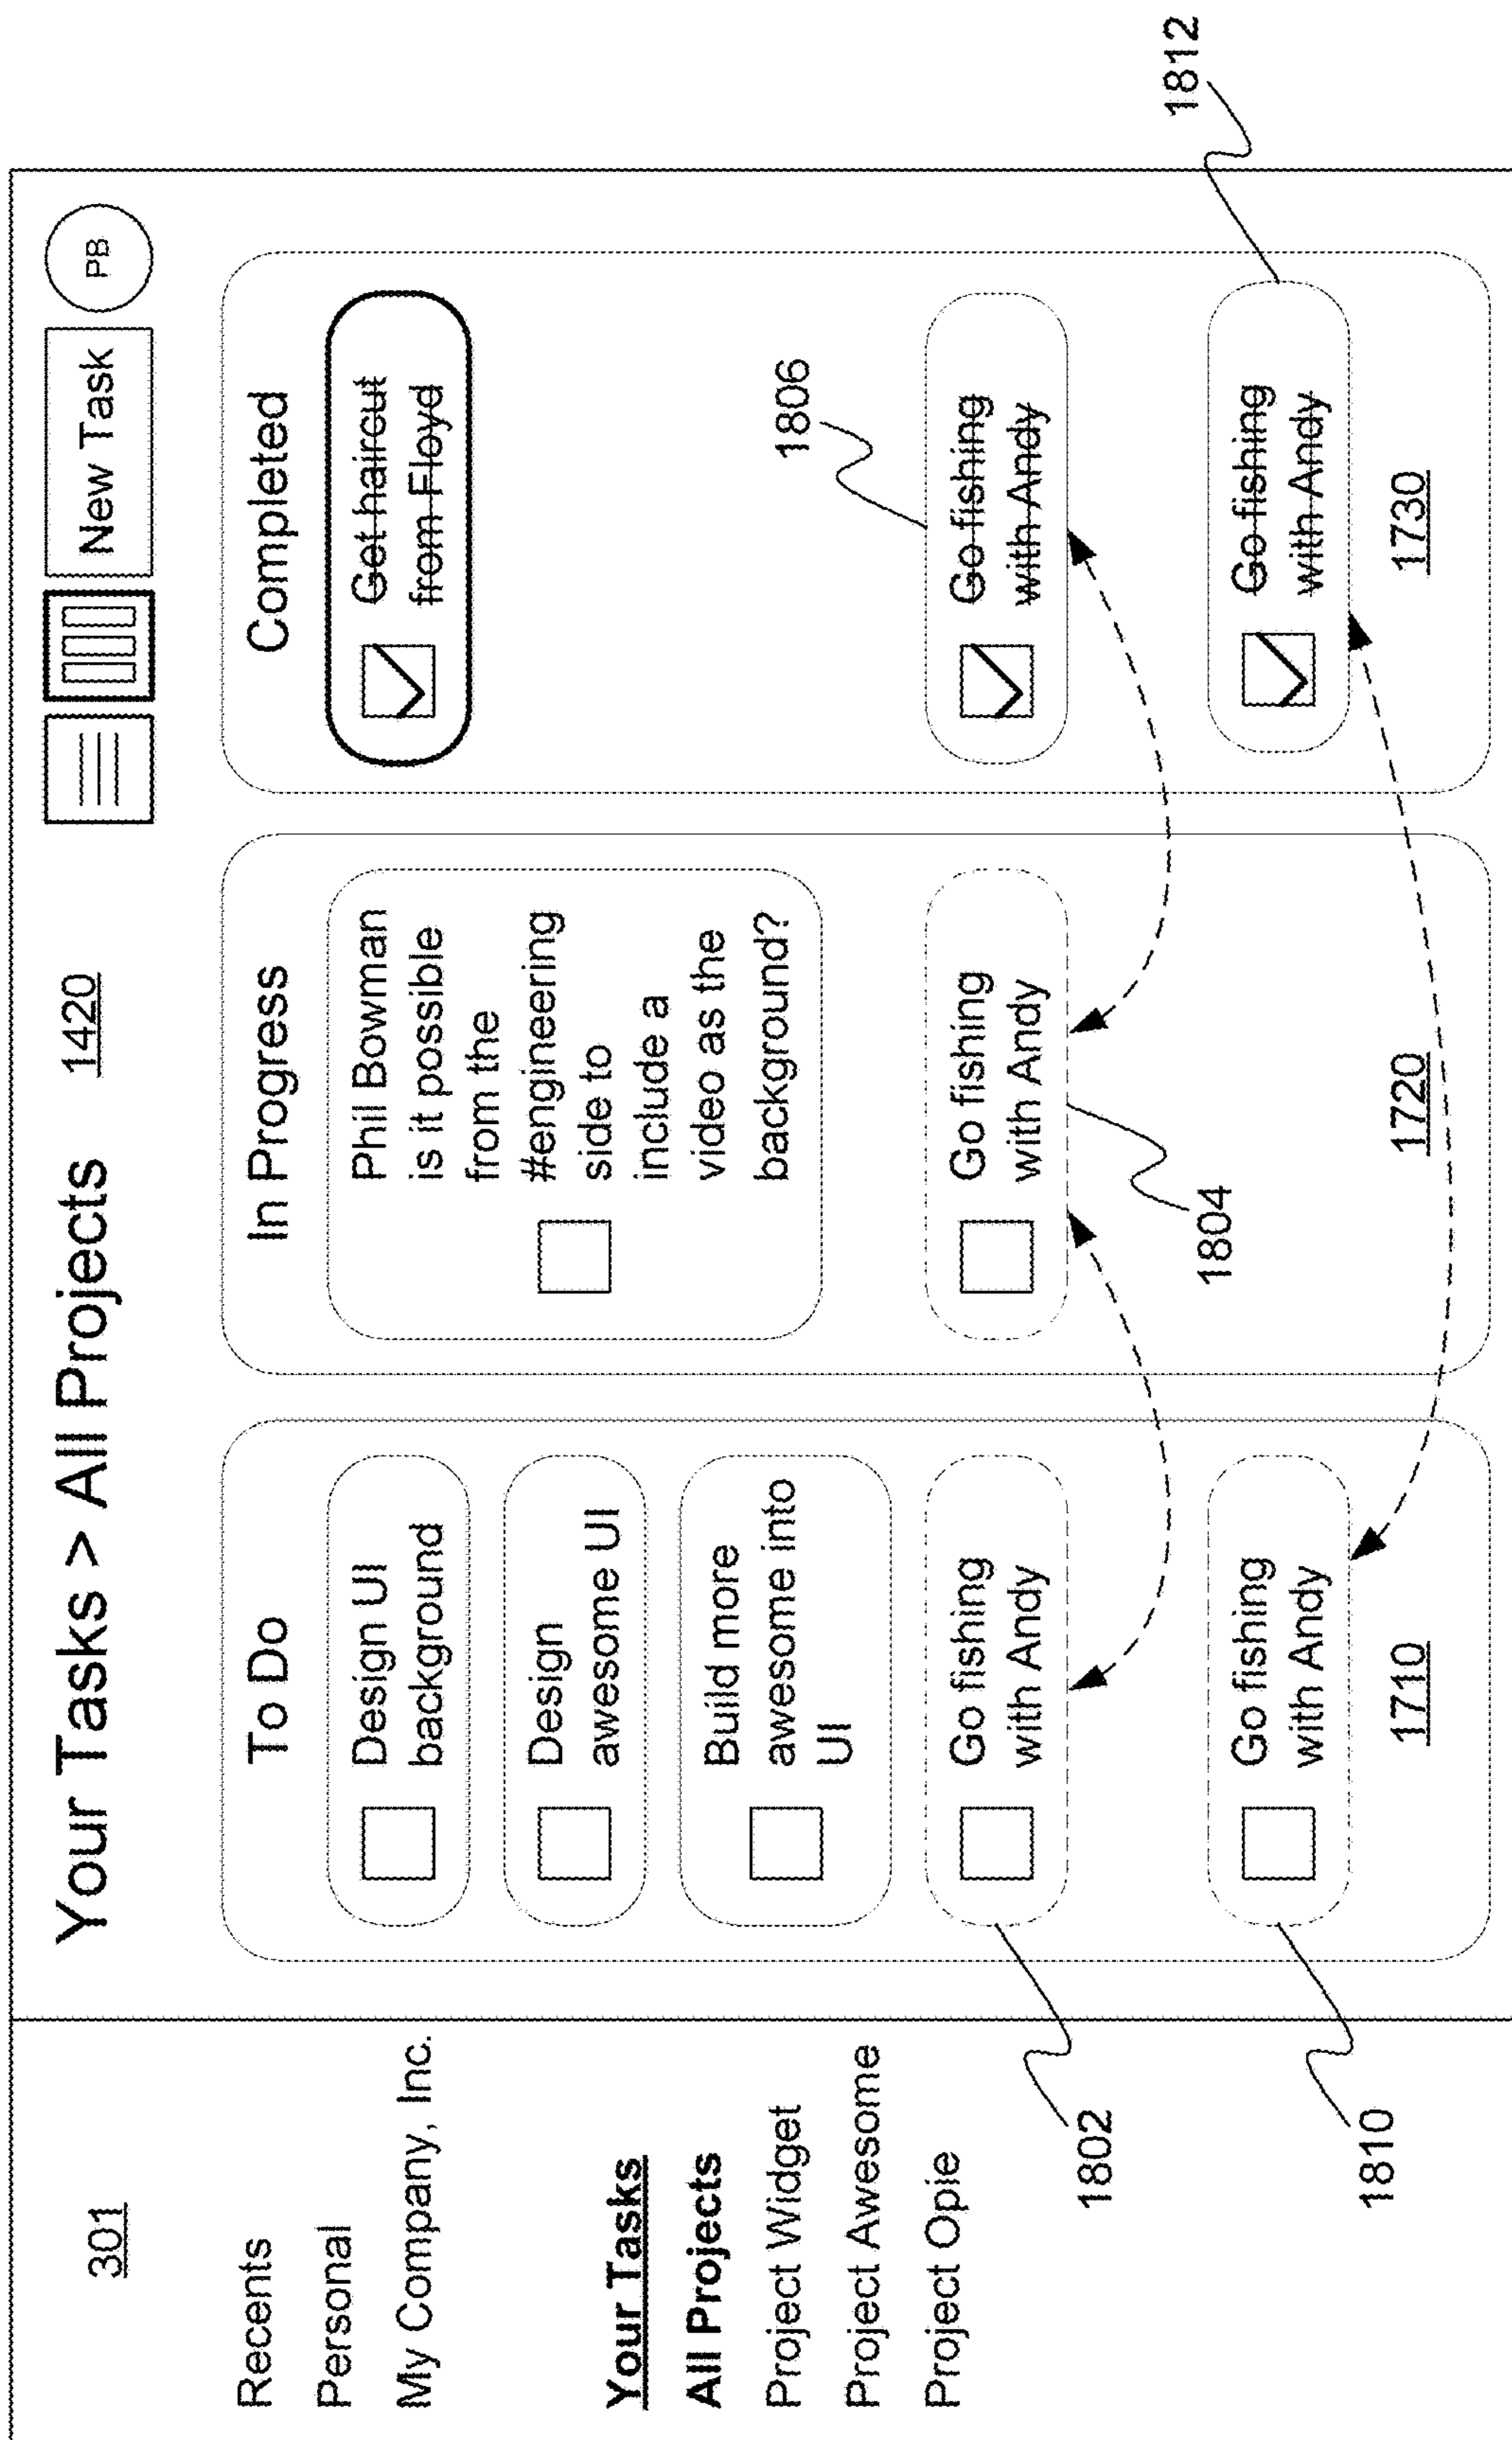 301
Recents
Personal
My Company, Inc.
Your Tasks
All Projects
Project Widget
Project Awesome
Project Opie
Your Tasks > All Projects
1420
New Task
PB
To Do
Design UI
background
Design
awesome UI
Build more
awesome into
UI
Go fishing
with Andy
1802
Go fishing
with Andy
1810
1710
In Progress
Phil Bowman
is it possible
from the
#engineering
side to
include a
video as the
background?
Go fishing
with Andy
1804
1720
Completed
Get haircut
from Floyd
1806
Go fishing
with Andy
Go fishing
with Andy
1812
1730